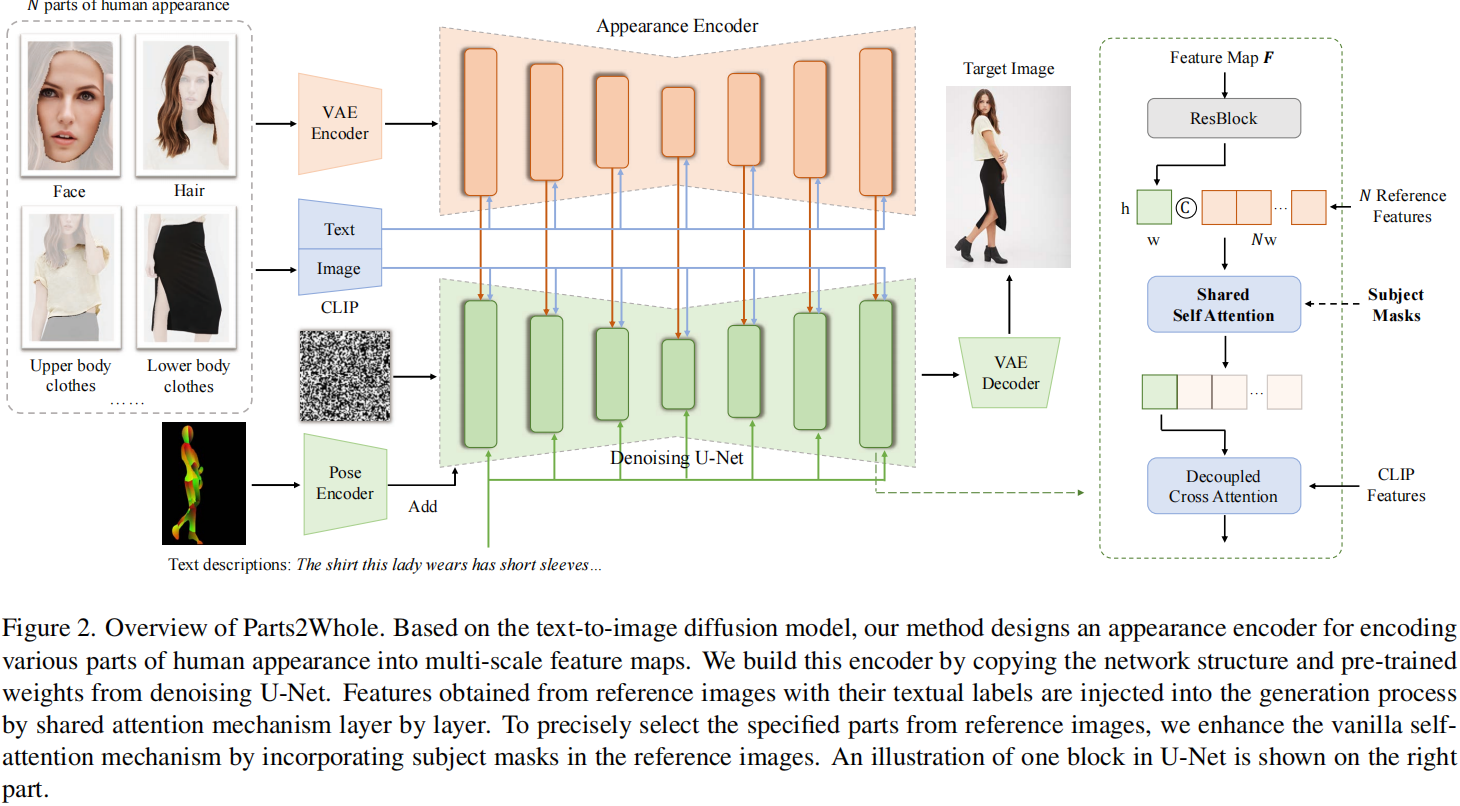 N parts of human appearance
Face
Hair
Upper body
clothes
Lower body
clothes
……
VAE
Encoder
Text
Image
CLIP
Pose
Encoder
Add
Text descriptions: The shirt this lady wears has short sleeves…
Appearance Encoder
Denoising U-Net
Target Image
VAE
Decoder
Feature Map F
ResBlock
h
w
C
…
Nw
N Reference
Features
Shared
Self Attention
Subject
Masks
…
Decoupled
Cross Attention
CLIP
Features
Figure 2. Overview of Parts2Whole. Based on the text-to-image diffusion model, our method designs an appearance encoder for encoding
various parts of human appearance into multi-scale feature maps. We build this encoder by copying the network structure and pre-trained
weights from denoising U-Net. Features obtained from reference images with their textual labels are injected into the generation process
by shared attention mechanism layer by layer. To precisely select the specified parts from reference images, we enhance the vanilla self-
attention mechanism by incorporating subject masks in the reference images. An illustration of one block in U-Net is shown on the right
part.